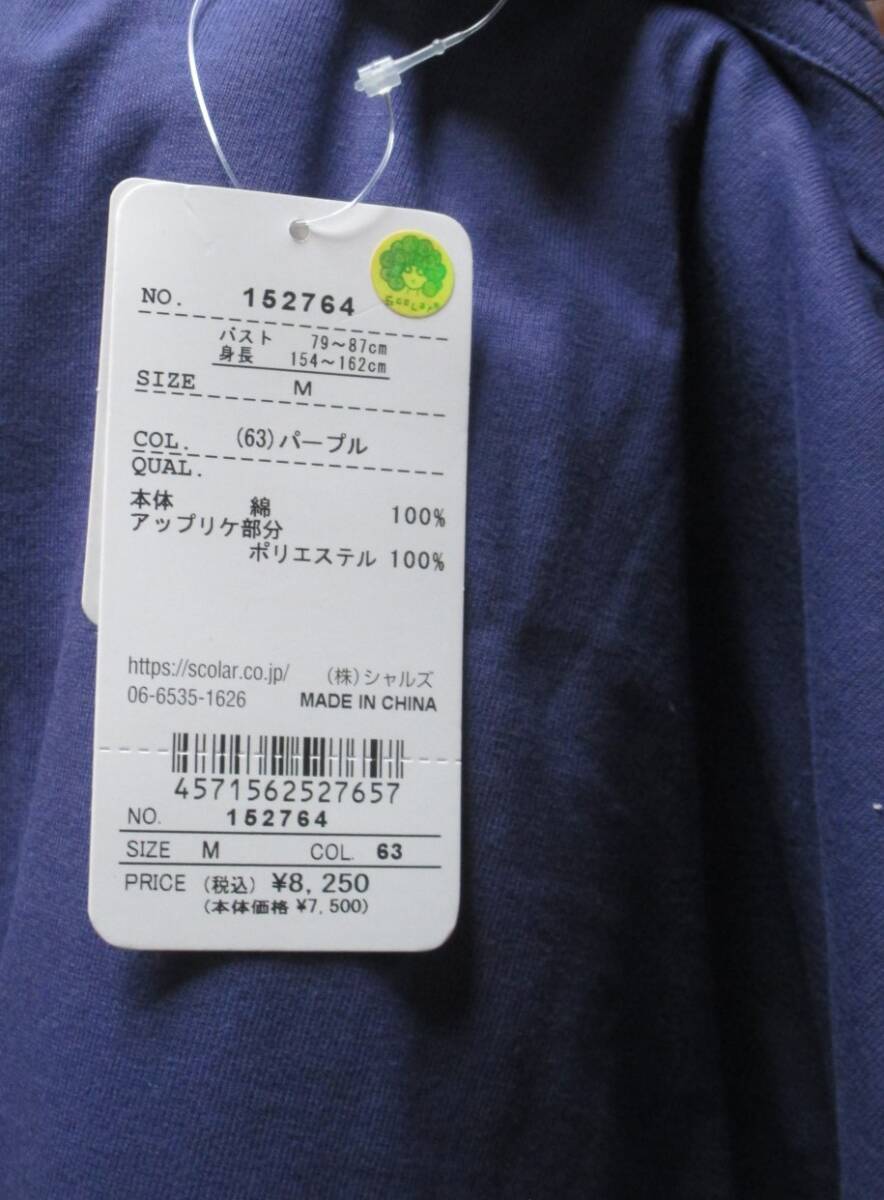 ScoLar
NO. 152764
バスト 79~87cm
身長 154~162cm
SIZE M
COL. (63)パープル
QUAL.
本体 綿 100%
アップリケ部分
ポリエステル 100%
https://scolar.co.jp/ (株)シャルズ
06-6535-1626 MADE IN CHINA
4571562527657
NO. 152764
SIZE M COL. 63
PRICE (税込) ¥8,250
(本体価格 ¥7,500)